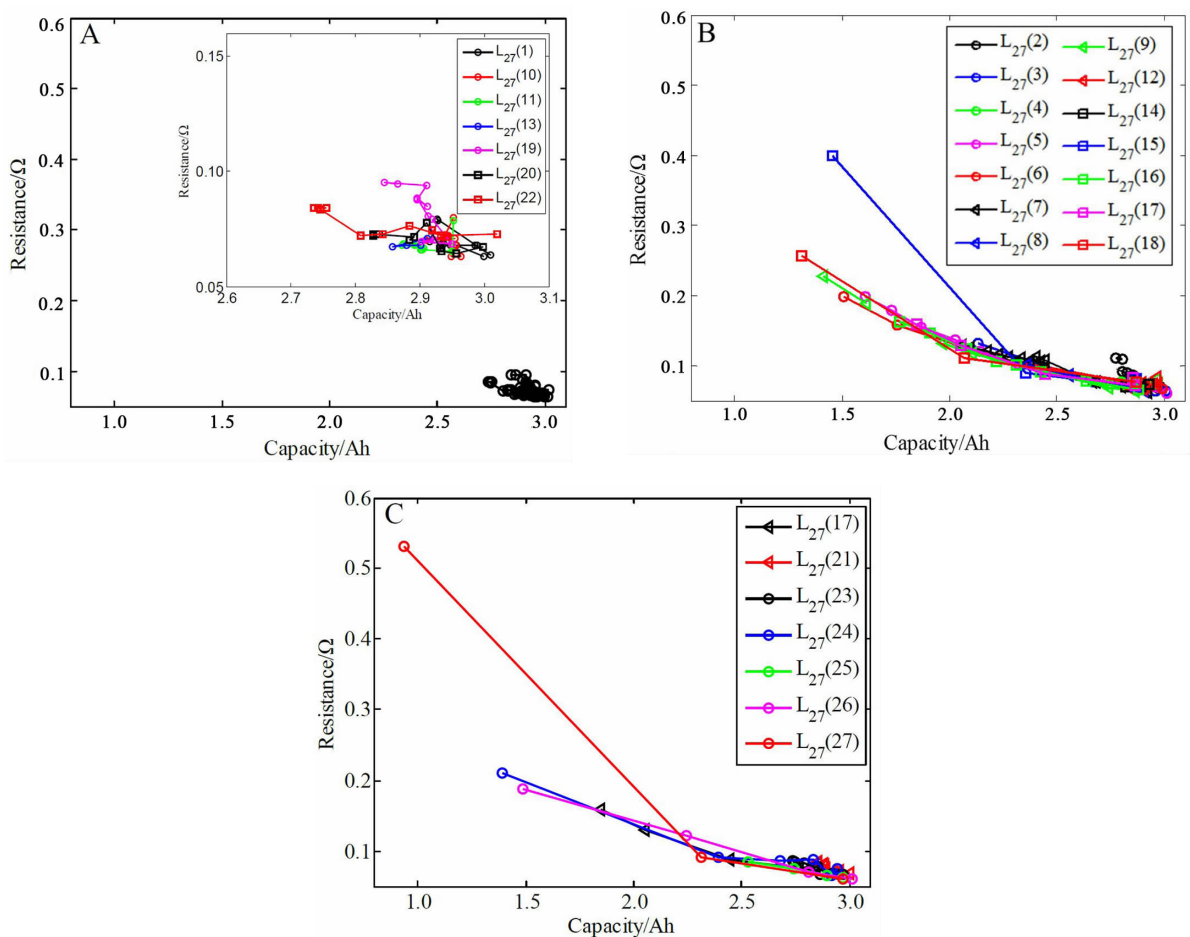 A
0.6
0.5
0.4
0.3
0.2
0.1
1.0
1.5
2.0
2.5
3.0
Resistance/Ω
Capacity/Ah
0.15
0.10
0.05
2.6
2.7
2.8
2.9
3.0
3.1
Resistance/Ω
Capacity/Ah
L27(1)
L27(10)
L27(11)
L27(13)
L27(19)
L27(20)
L27(22)
B
0.6
0.5
0.4
0.3
0.2
0.1
1.0
1.5
2.0
2.5
3.0
Resistance/Ω
Capacity/Ah
L27(2)
L27(3)
L27(4)
L27(5)
L27(6)
L27(7)
L27(8)
L27(9)
L27(12)
L27(14)
L27(15)
L27(16)
L27(17)
L27(18)
C
0.6
0.5
0.4
0.3
0.2
0.1
1.0
1.5
2.0
2.5
3.0
Resistance/Ω
Capacity/Ah
L27(17)
L27(21)
L27(23)
L27(24)
L27(25)
L27(26)
L27(27)